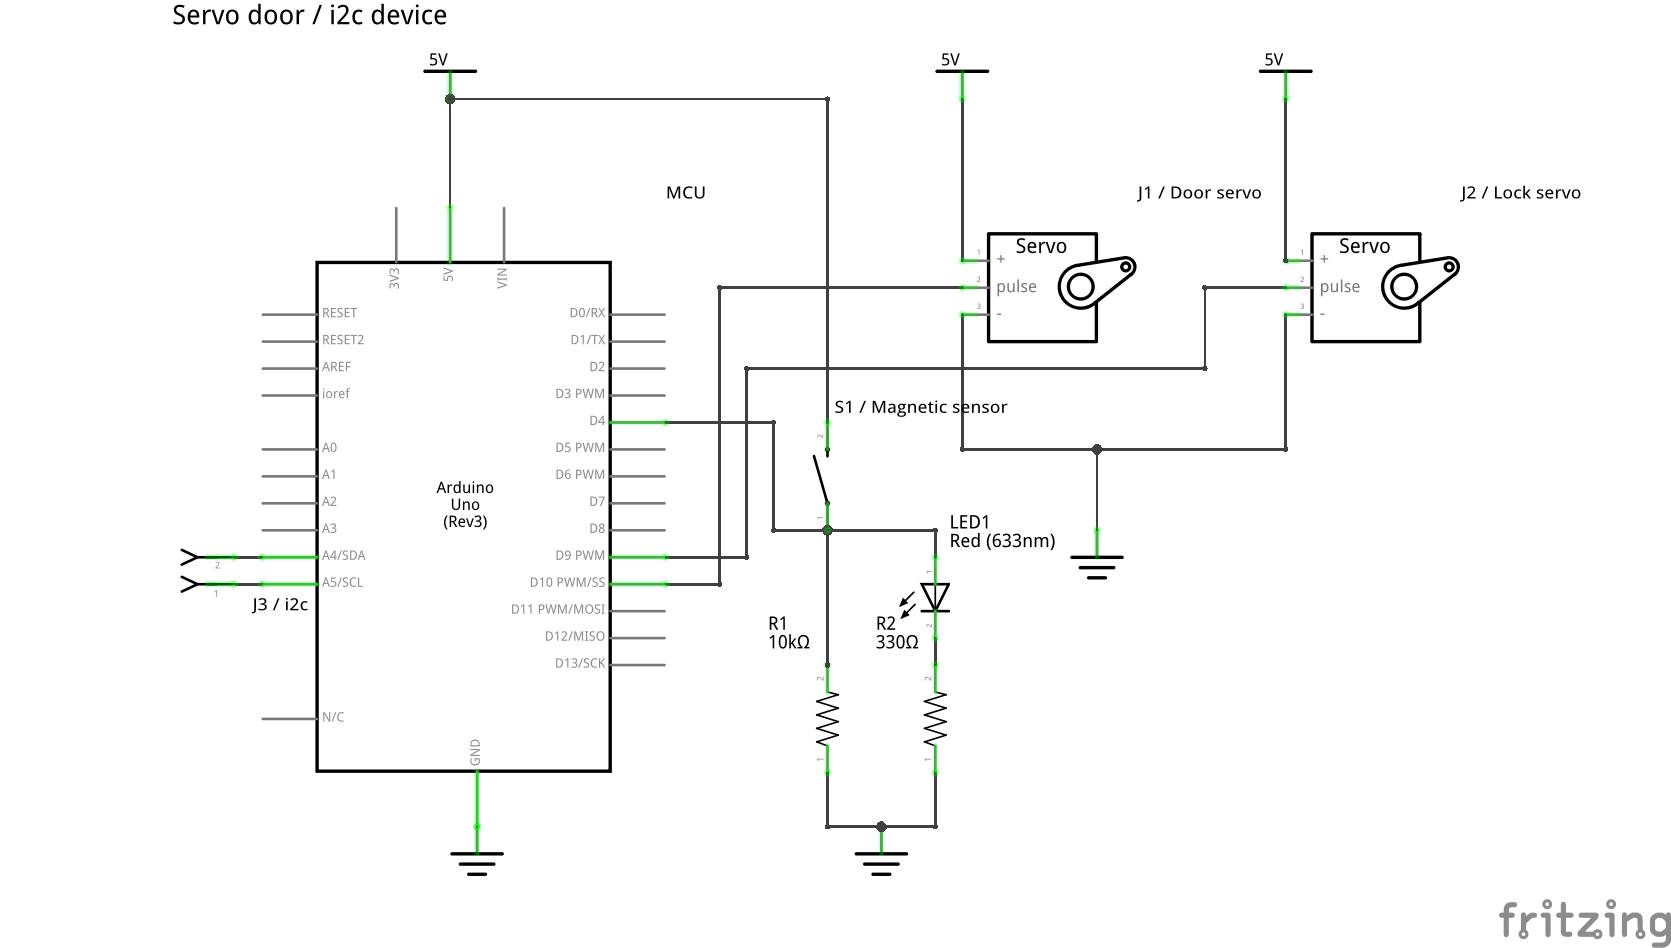 Servo door / i2c device
5V
5V
5V
MCU
J1 / Door servo
J2 / Lock servo
3V3
5V
VIN
Servo
1
+
2
pulse
3
-
Servo
1
+
2
pulse
3
-
RESET
RESET2
AREF
ioref
A0
A1
A2
A3
A4/SDA
A5/SCL
N/C
D0/RX
D1/TX
D2
D3 PWM
D4
D5 PWM
D6 PWM
D7
D8
D9 PWM
D10 PWM/SS
D11 PWM/MOSI
D12/MISO
D13/SCK
Arduino
Uno
(Rev3)
GND
2
1
J3 / i2c
S1 / Magnetic sensor
2
1
LED1
Red (633nm)
1
2
R1
10kΩ
2
1
R2
330Ω
2
1
fritzing